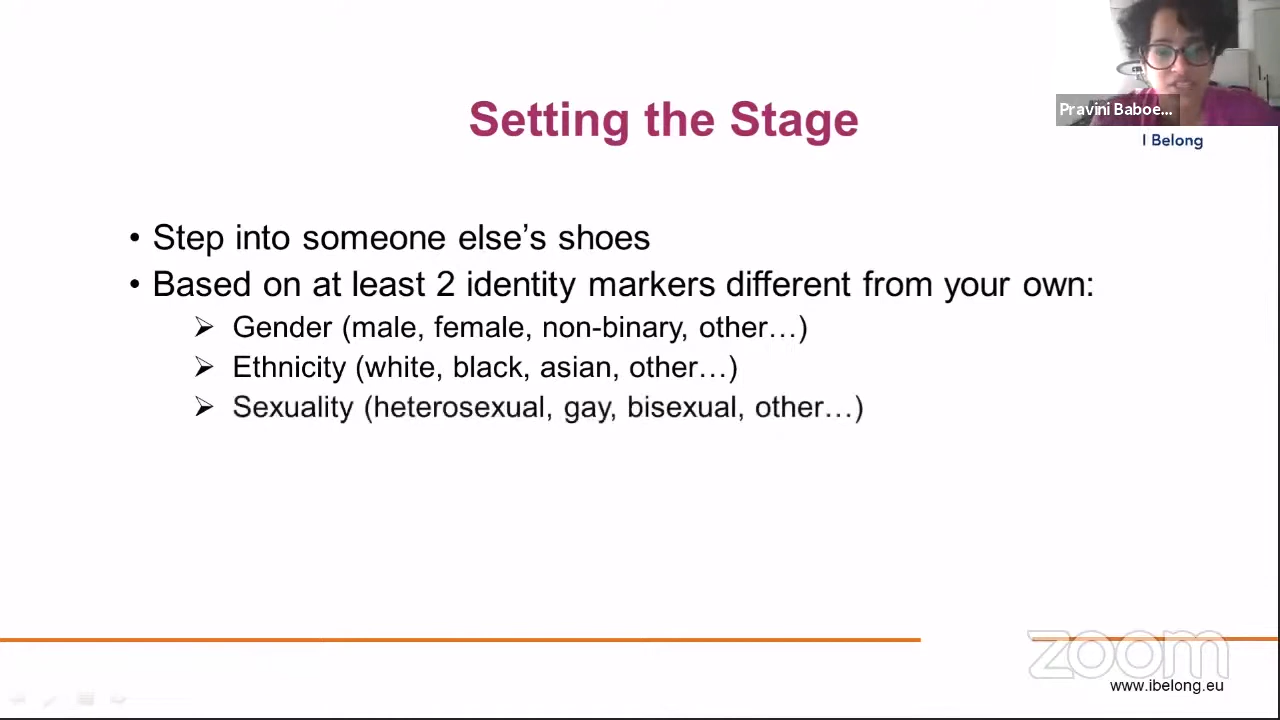 Pravini Baboe...
I Belong
Setting the Stage
• Step into someone else’s shoes
• Based on at least 2 identity markers different from your own:
➢ Gender (male, female, non-binary, other…)
➢ Ethnicity (white, black, asian, other…)
➢ Sexuality (heterosexual, gay, bisexual, other…)
zoom
www.ibelong.eu